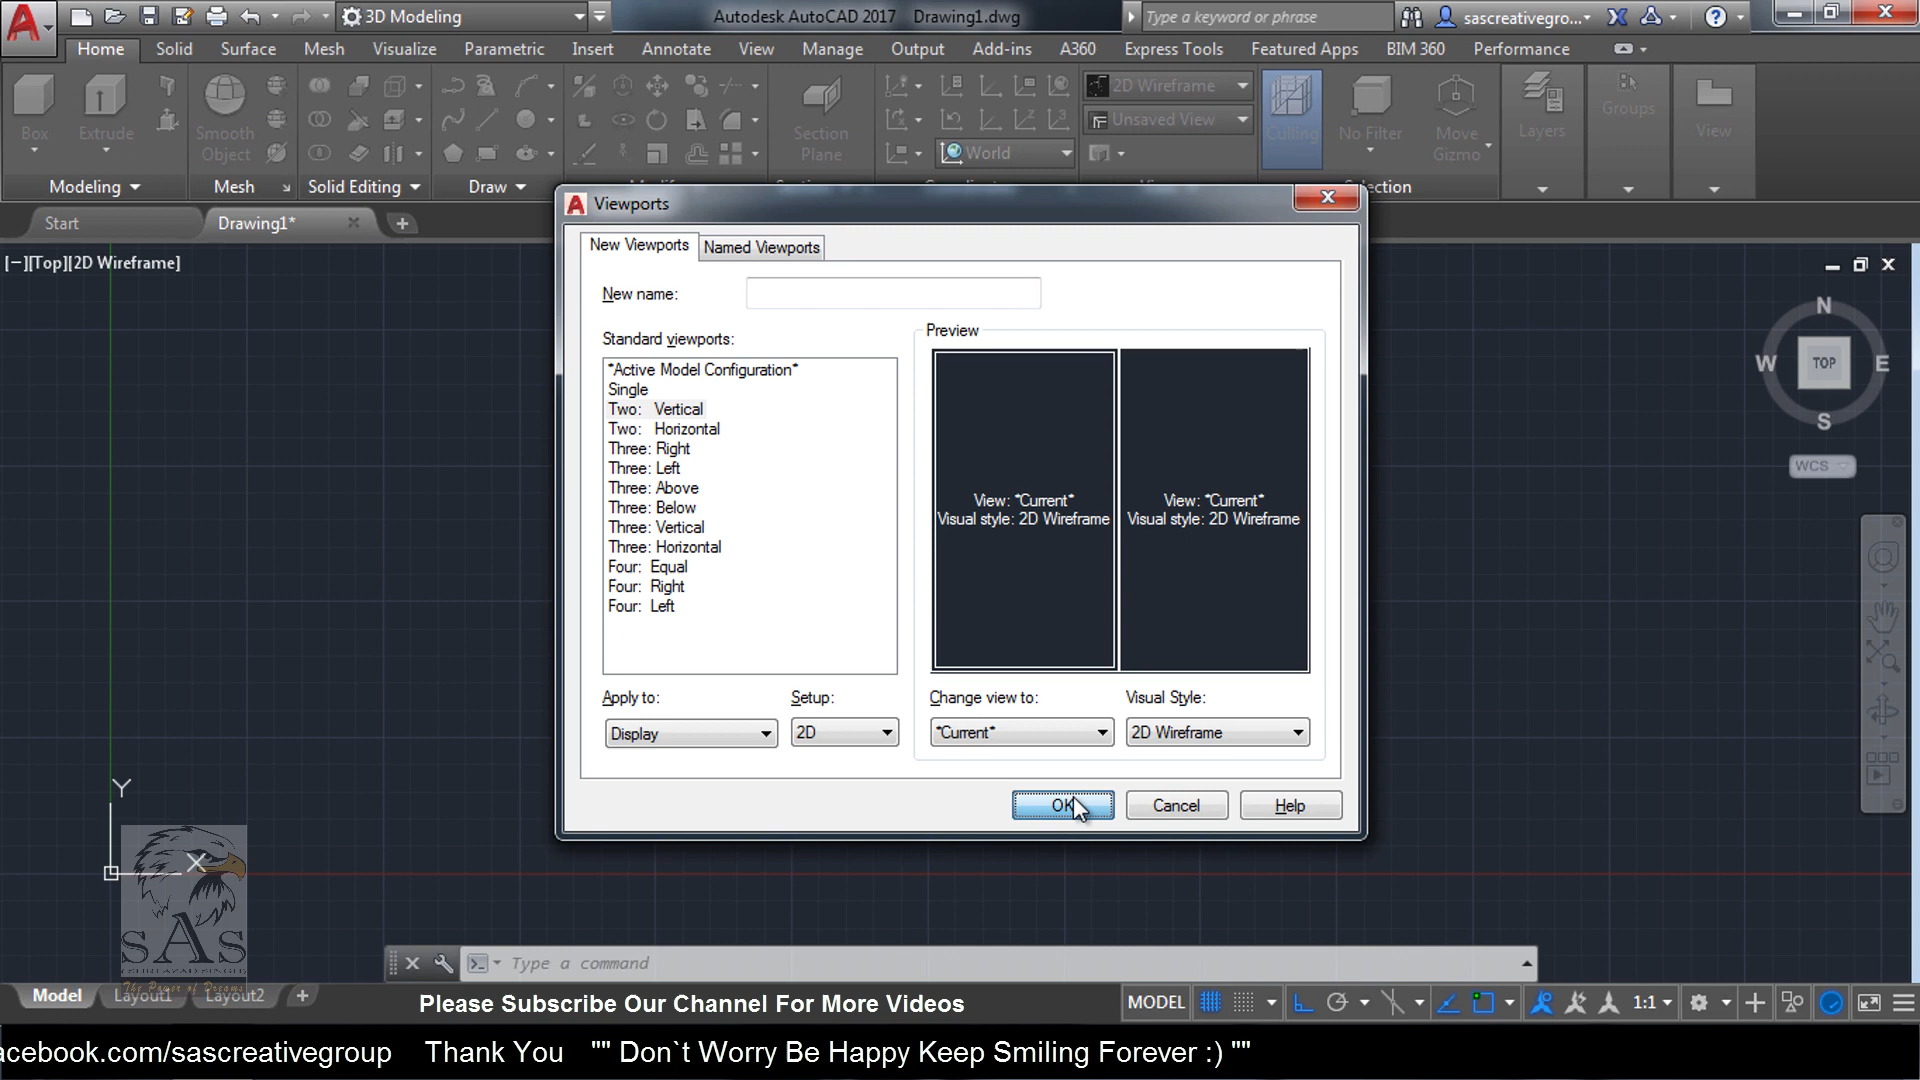 3D Modeling
Autodesk AutoCAD 2017 Drawing1.dwg
Type a keyword or phrase
sascreativegro...
Home Solid Surface Mesh Visualize Parametric Insert Annotate View Manage Output Add-ins A360 Express Tools Featured Apps BIM 360 Performance
2D Wireframe
Unsaved View
World
Box Extrude Smooth Object Section Plane Culling No Filter Move Gizmo Layers Groups View
Modeling Mesh Solid Editing Draw
Start Drawing1*
[−][Top][2D Wireframe]
Viewports
New Viewports Named Viewports
New name:
Standard viewports:
*Active Model Configuration*
Single
Two: Vertical
Two: Horizontal
Three: Right
Three: Left
Three: Above
Three: Below
Three: Vertical
Three: Horizontal
Four: Equal
Four: Right
Four: Left
Preview
View: *Current*
Visual style: 2D Wireframe
View: *Current*
Visual style: 2D Wireframe
Apply to: Setup: Change view to: Visual Style:
Display 2D *Current* 2D Wireframe
OK Cancel Help
N
W TOP E
S
WCS
Y
X
SAS
The Power of Dreams
Type a command
Model Layout1 Layout2
Please Subscribe Our Channel For More Videos
MODEL 1:1
acebook.com/sascreativegroup Thank You "" Don`t Worry Be Happy Keep Smiling Forever :) ""